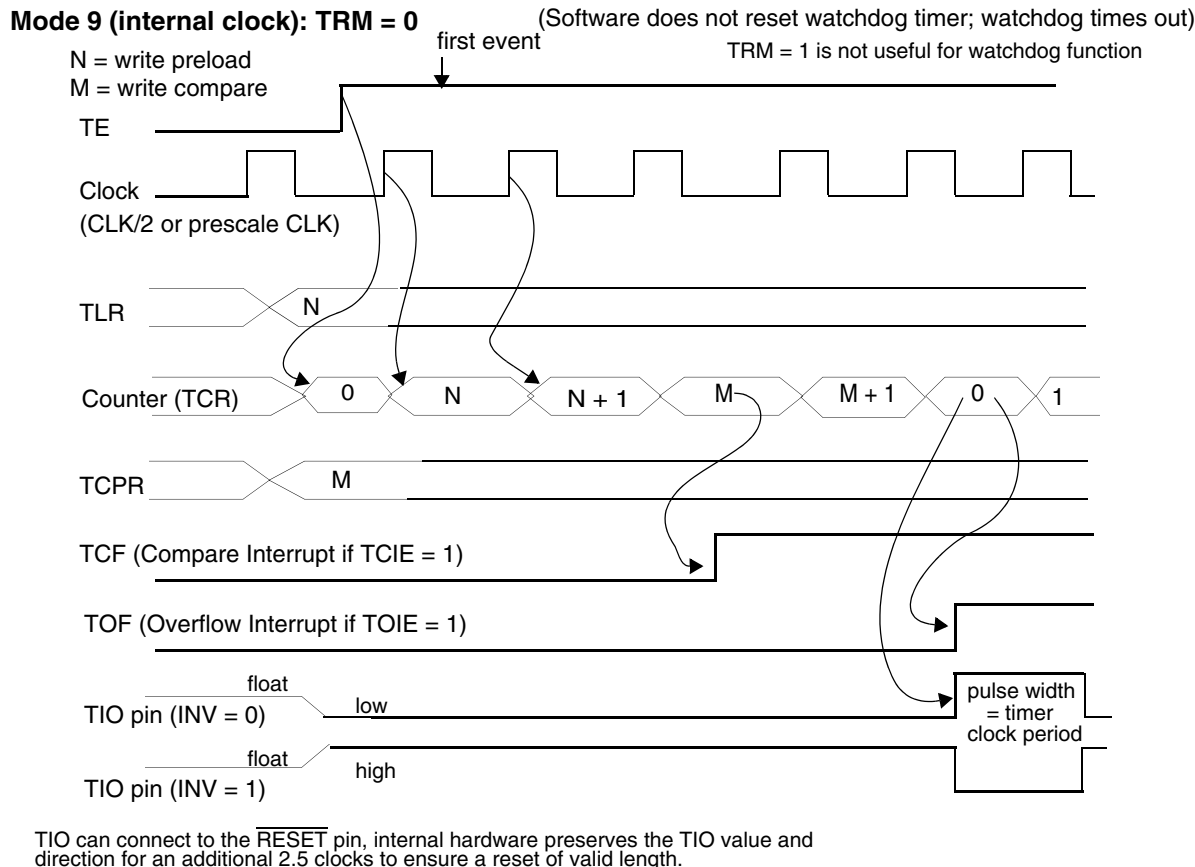 Mode 9 (internal clock): TRM = 0
(Software does not reset watchdog timer; watchdog times out)
first event
TRM = 1 is not useful for watchdog function
N = write preload
M = write compare
TE
Clock
(CLK/2 or prescale CLK)
TLR
N
Counter (TCR)
0
N
N + 1
M
M + 1
0
1
TCPR
M
TCF (Compare Interrupt if TCIE = 1)
TOF (Overflow Interrupt if TOIE = 1)
float
TIO pin (INV = 0)
low
pulse width
= timer
clock period
float
TIO pin (INV = 1)
high
TIO can connect to the RESET pin, internal hardware preserves the TIO value and
direction for an additional 2.5 clocks to ensure a reset of valid length.